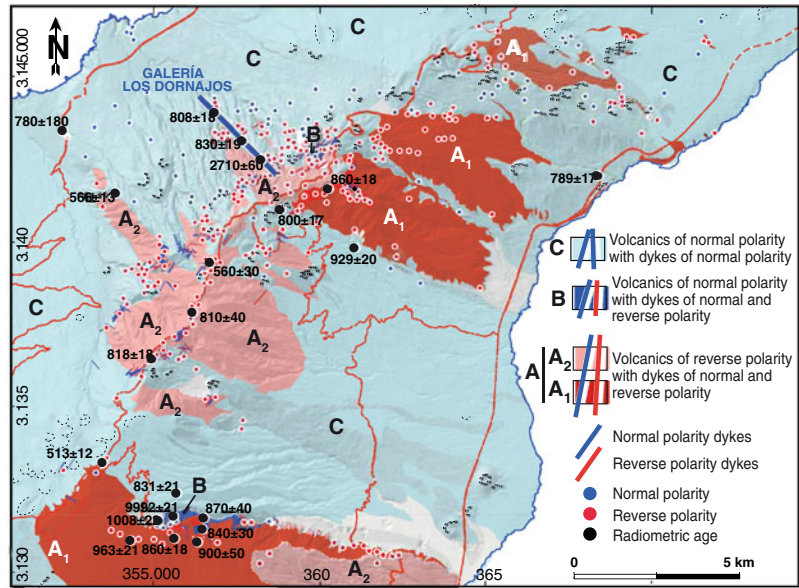 N
3.145.000
C
C
A1
C
GALERÍA
LOS DORNAJOS
780±180
808±18
830±19
2710±60
B
A2
860±18
A1
789±17
566±13
A2
800±17
A1
3.140
929±20
560±30
C
A2
810±40
A2
818±18
A2
3.135
C
513±12
831±21
B
9992±21
870±40
1008±2
840±30
963±21
860±18
900±50
A1
A2
3.130
355.000
360
365
C Volcanics of normal polarity
with dykes of normal polarity
B Volcanics of normal polarity
with dykes of normal and
reverse polarity
A A2 Volcanics of reverse polarity
A1 with dykes of normal and
reverse polarity
Normal polarity dykes
Reverse polarity dykes
Normal polarity
Reverse polarity
Radiometric age
0 5 km